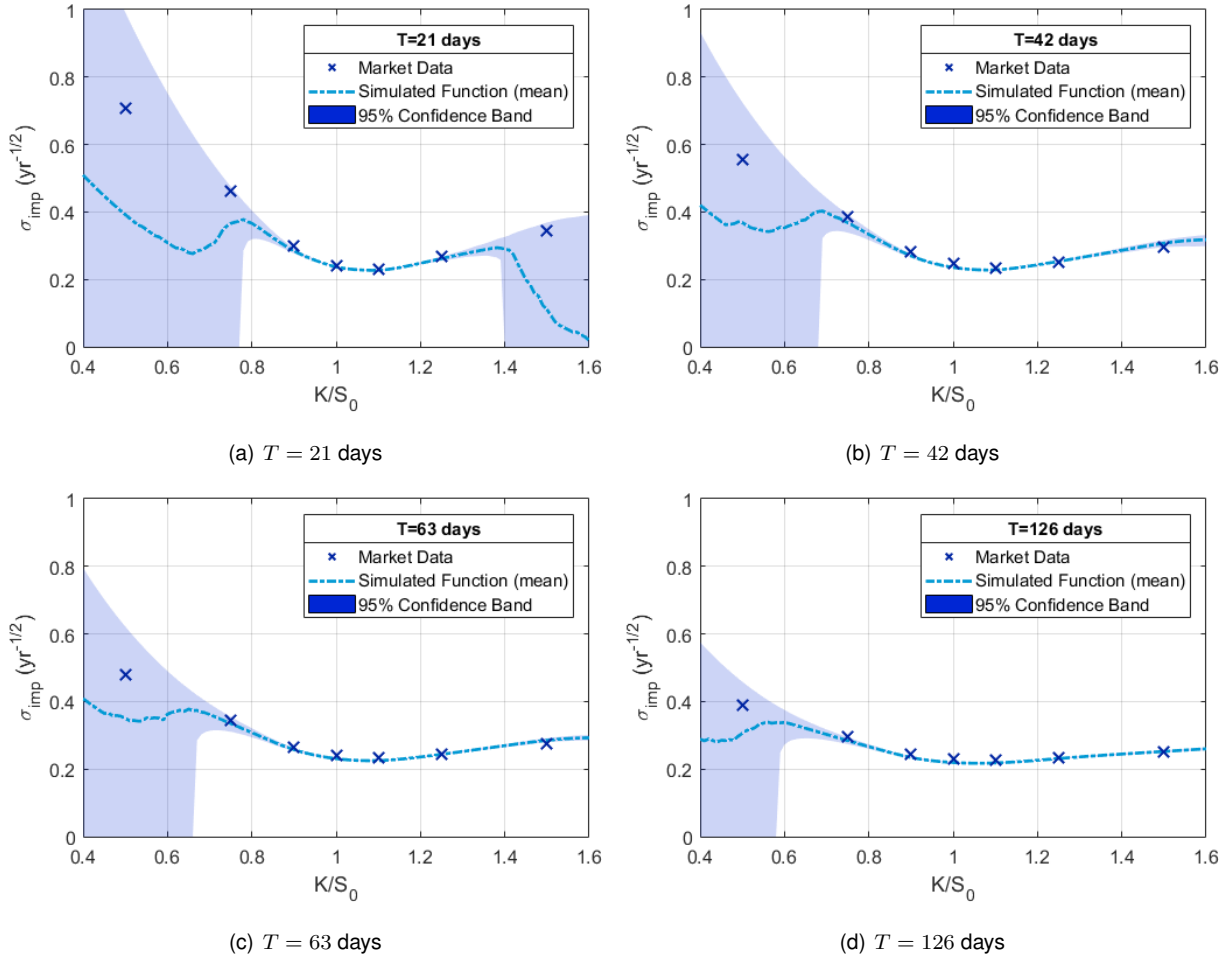 1
0.8
0.6
0.4
0.2
0
σimp (yr-1/2)
0.4 0.6 0.8 1 1.2 1.4 1.6
K/S0
T=21 days
Market Data
Simulated Function (mean)
95% Confidence Band
(a) T = 21 days
1
0.8
0.6
0.4
0.2
0
σimp (yr-1/2)
0.4 0.6 0.8 1 1.2 1.4 1.6
K/S0
T=42 days
Market Data
Simulated Function (mean)
95% Confidence Band
(b) T = 42 days
1
0.8
0.6
0.4
0.2
0
σimp (yr-1/2)
0.4 0.6 0.8 1 1.2 1.4 1.6
K/S0
T=63 days
Market Data
Simulated Function (mean)
95% Confidence Band
(c) T = 63 days
1
0.8
0.6
0.4
0.2
0
σimp (yr-1/2)
0.4 0.6 0.8 1 1.2 1.4 1.6
K/S0
T=126 days
Market Data
Simulated Function (mean)
95% Confidence Band
(d) T = 126 days